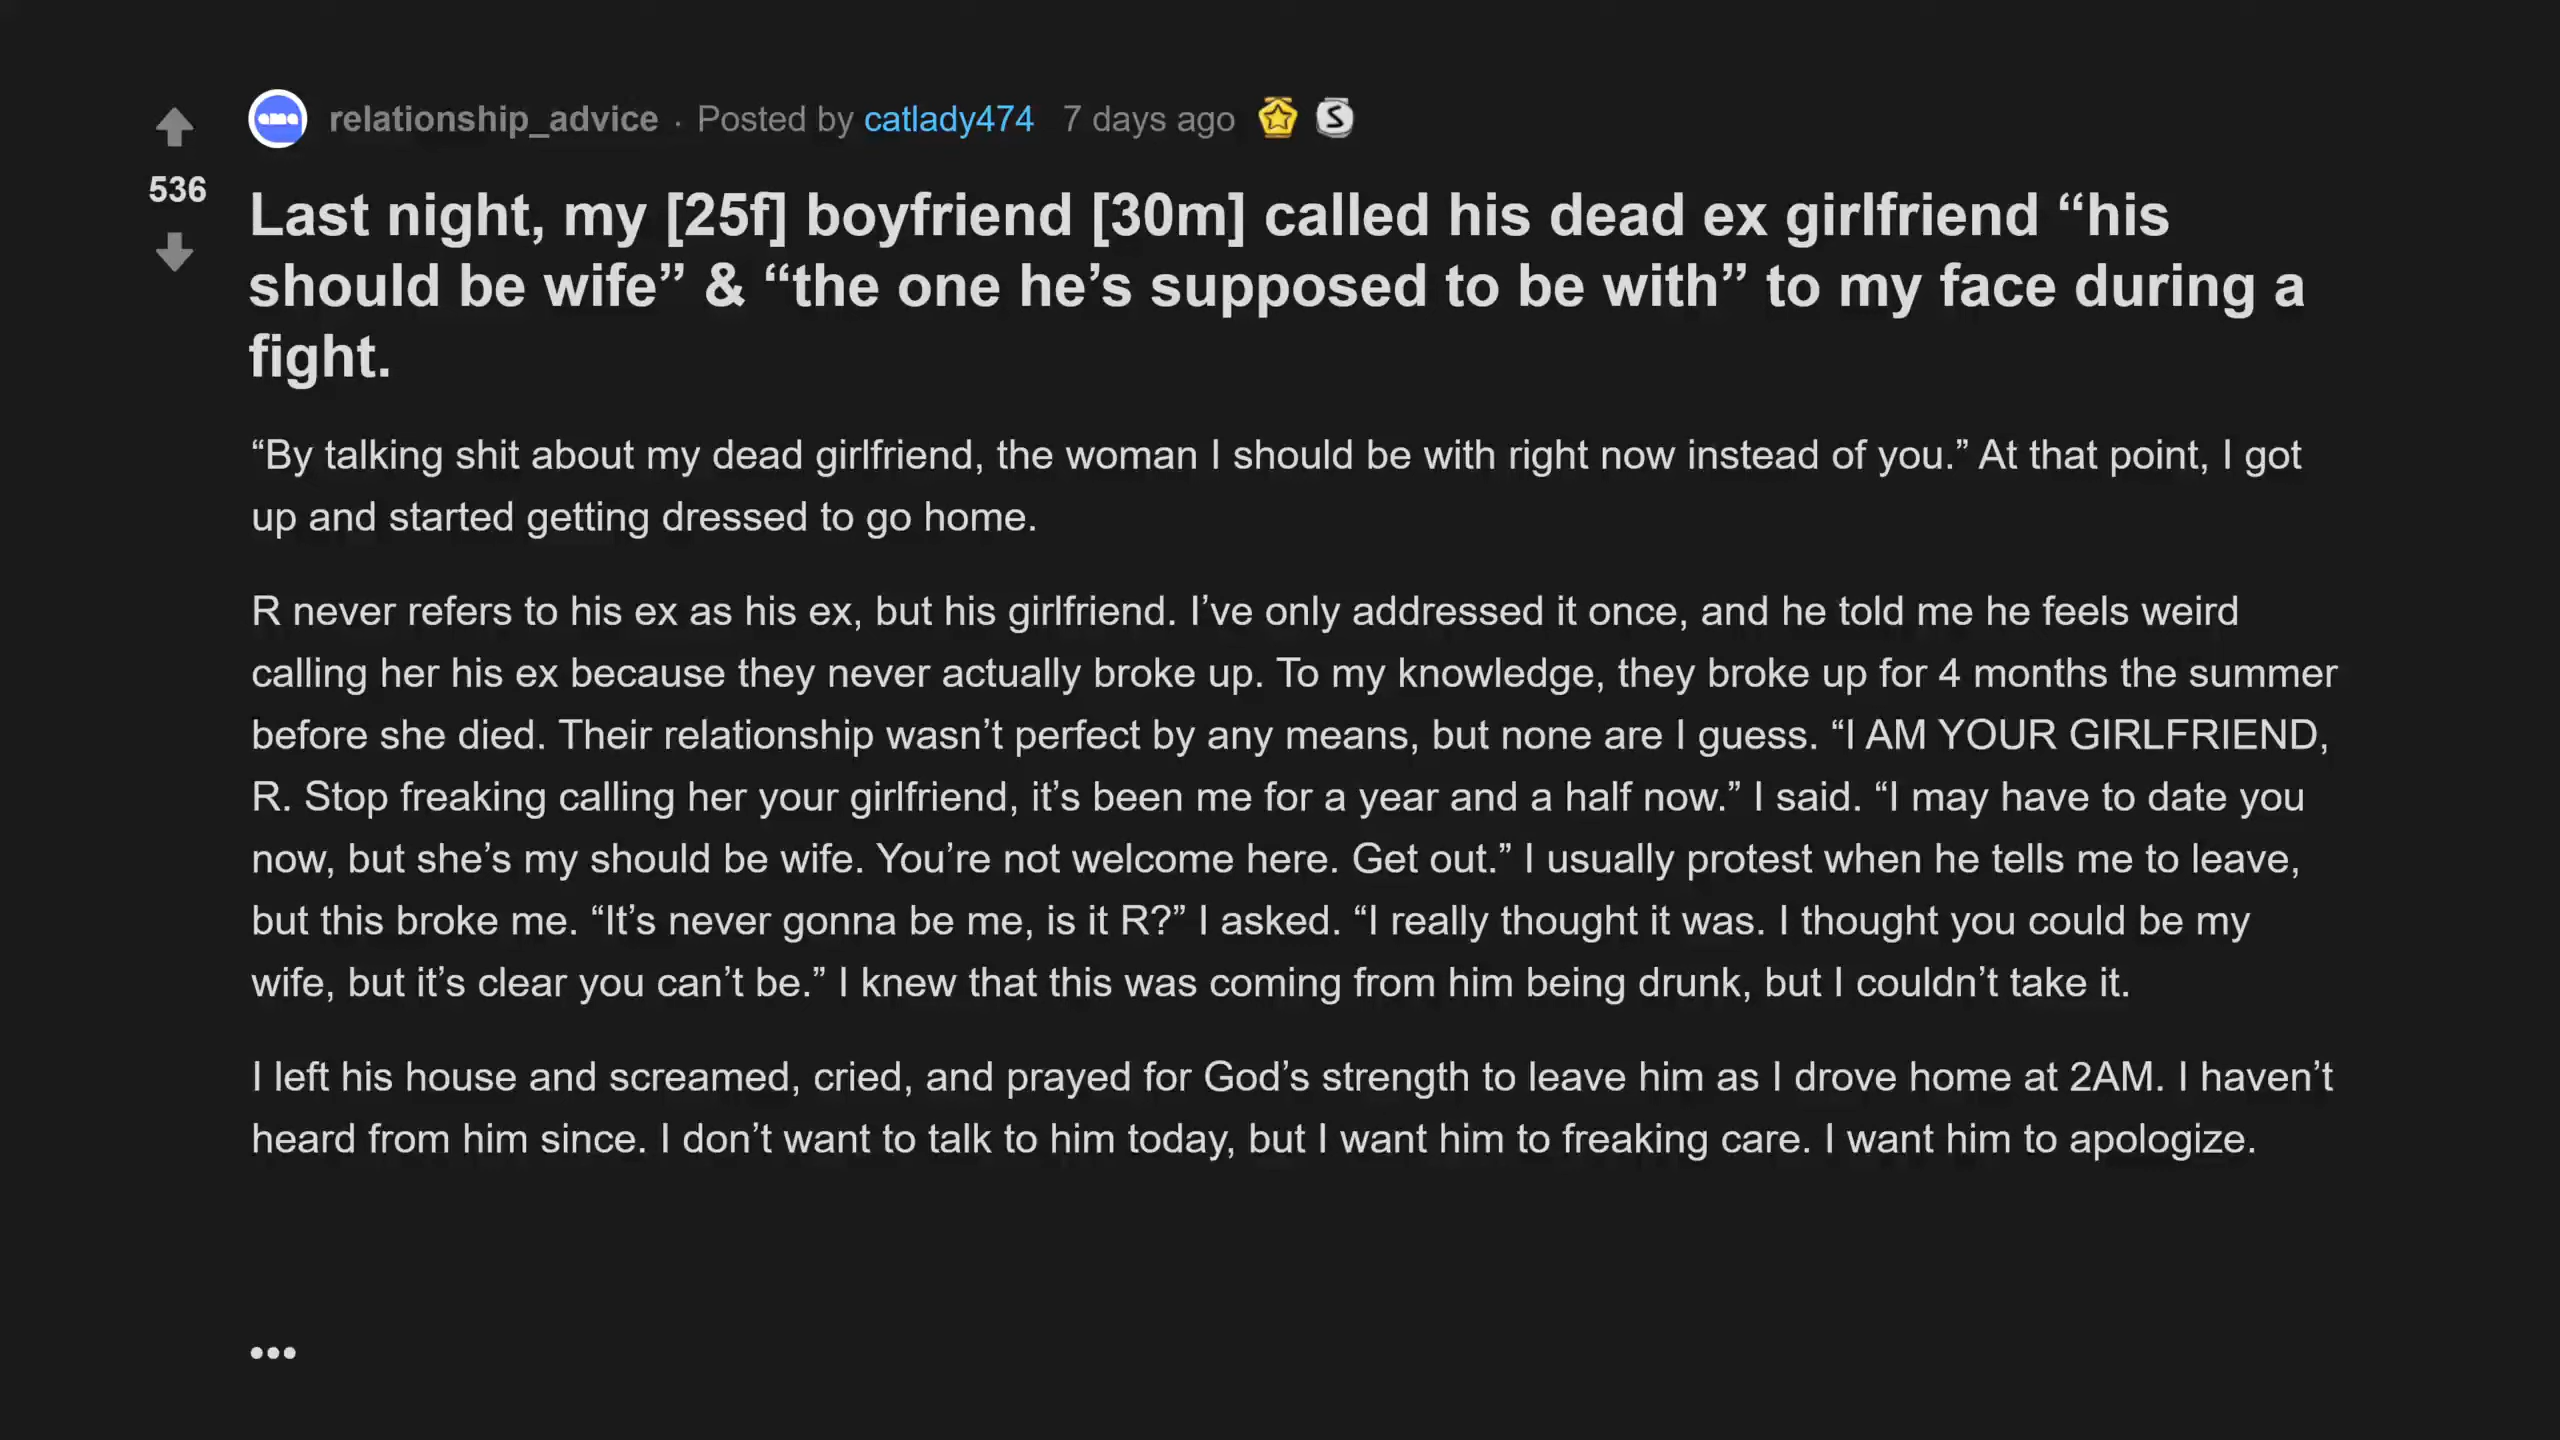 relationship_advice · Posted by catlady474 7 days ago
536
Last night, my [25f] boyfriend [30m] called his dead ex girlfriend “his
should be wife” & “the one he’s supposed to be with” to my face during a
fight.
“By talking shit about my dead girlfriend, the woman I should be with right now instead of you.” At that point, I got
up and started getting dressed to go home.
R never refers to his ex as his ex, but his girlfriend. I’ve only addressed it once, and he told me he feels weird
calling her his ex because they never actually broke up. To my knowledge, they broke up for 4 months the summer
before she died. Their relationship wasn’t perfect by any means, but none are I guess. “I AM YOUR GIRLFRIEND,
R. Stop freaking calling her your girlfriend, it’s been me for a year and a half now.” I said. “I may have to date you
now, but she’s my should be wife. You’re not welcome here. Get out.” I usually protest when he tells me to leave,
but this broke me. “It’s never gonna be me, is it R?” I asked. “I really thought it was. I thought you could be my
wife, but it’s clear you can’t be.” I knew that this was coming from him being drunk, but I couldn’t take it.
I left his house and screamed, cried, and prayed for God’s strength to leave him as I drove home at 2AM. I haven’t
heard from him since. I don’t want to talk to him today, but I want him to freaking care. I want him to apologize.